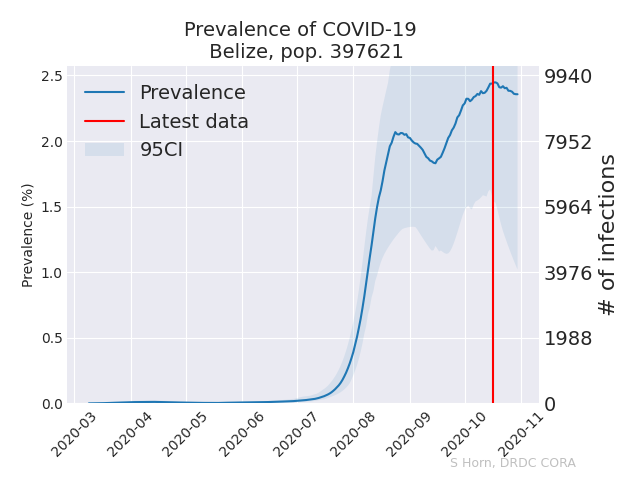 Prevalence of COVID-19
Belize, pop. 397621
Prevalence
Latest data
95CI
Prevalence (%)
2.5
2.0
1.5
1.0
0.5
0.0
9940
7952
5964
3976
1988
0
# of infections
2020-03
2020-04
2020-05
2020-06
2020-07
2020-08
2020-09
2020-10
2020-11
S Horn, DRDC CORA